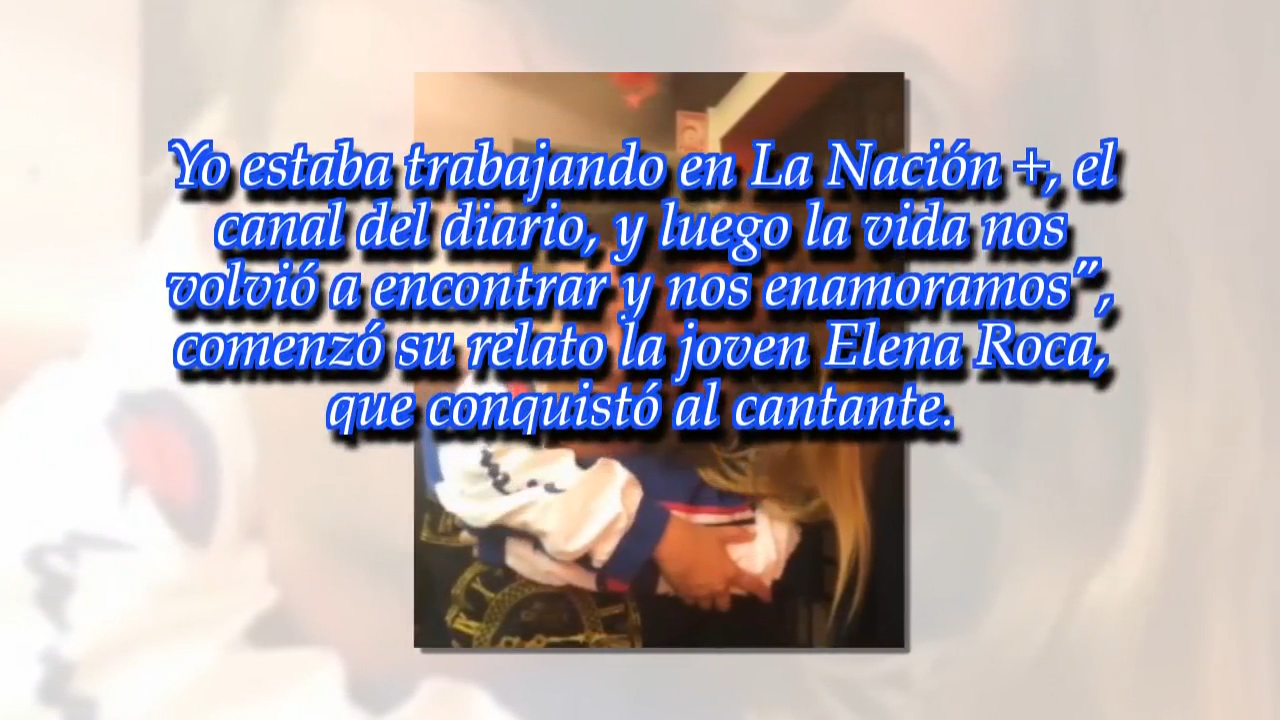 Yo estaba trabajando en La Nación +, el
canal del diario, y luego la vida nos
volvió a encontrar y nos enamoramos”,
comenzó su relato la joven Elena Roca,
que conquistó al cantante.